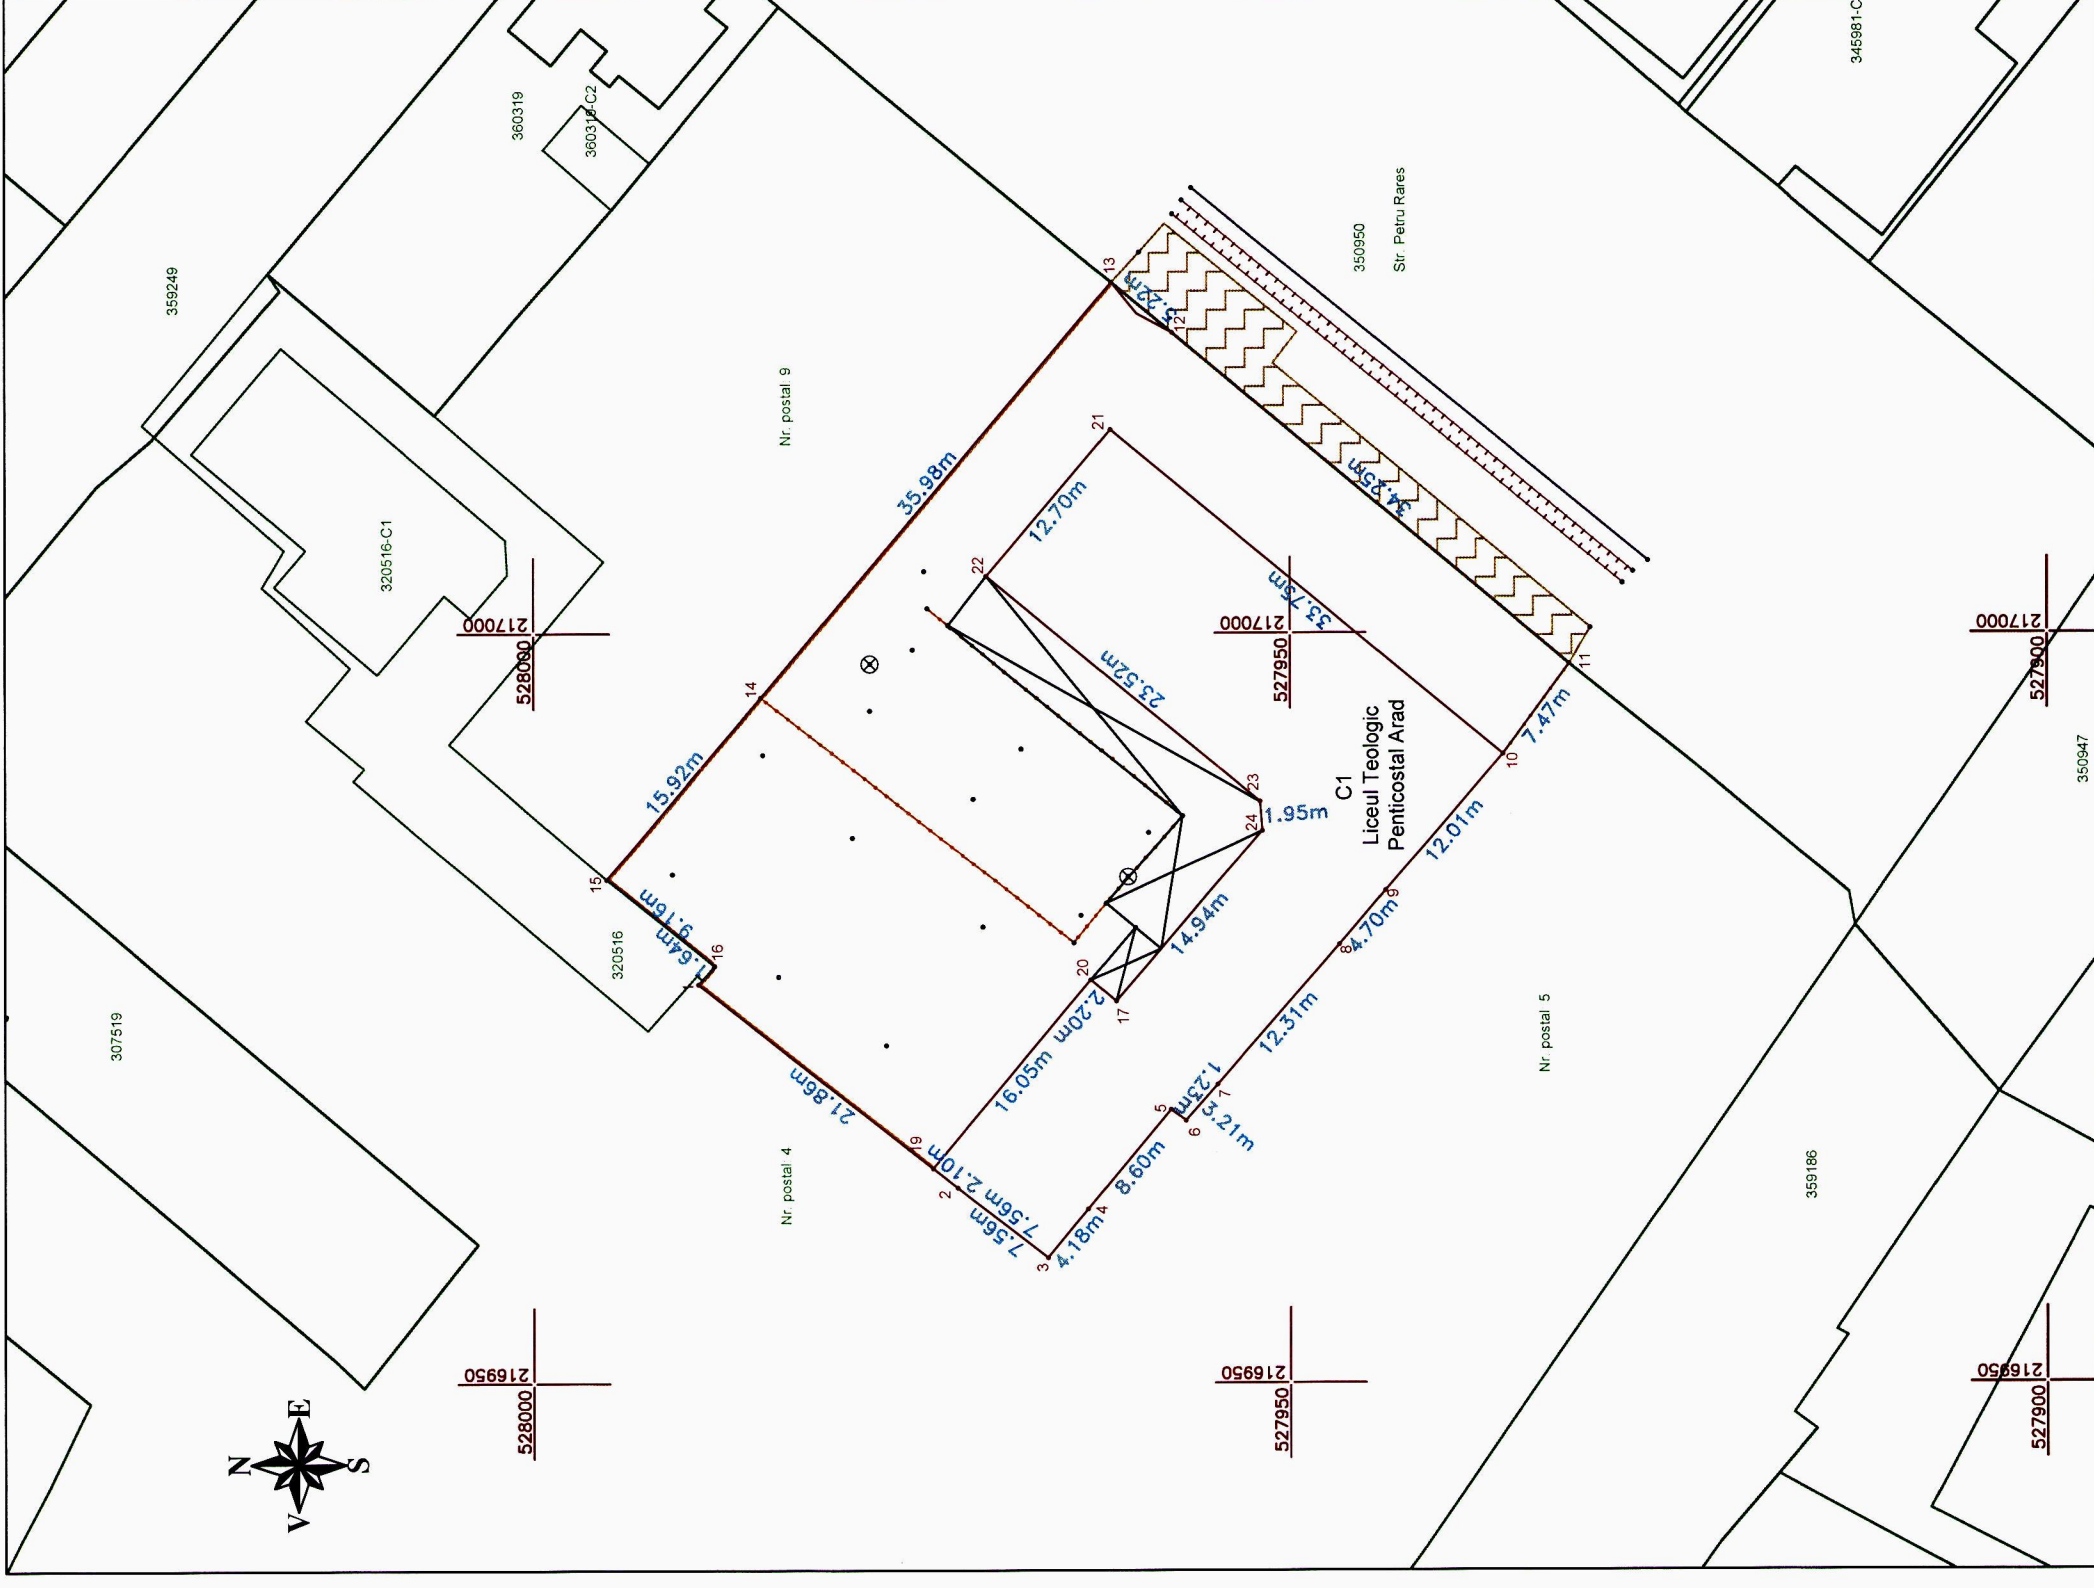 359249
360319
360310-C2
345981-C
320516-C1
Nr. postal 9
350950
Str. Petru Rares
13
5.22m
12
35.98m
21
12.70m
34.25m
22
33.75m
217000
528000
217000
527950
217000
527900
14
15.92m
23.52m
11
7.47m
23
24
1.95m
C1
Liceul Teologic
Penticostal Arad
10
12.01m
350947
15
9.16m
1.64m
16
1
320516
307519
20
2.20m
17
14.94m
9
4.70m
8
12.31m
16.05m
21.86m
5
1.23m
6
3.21m
7
Nr. postal 5
Nr. postal 4
19
2.10m
2
7.56m
7.56m
8.60m
4
4.18m
3
359186
216950
528000
216950
527950
216950
527900
N
E
S
V